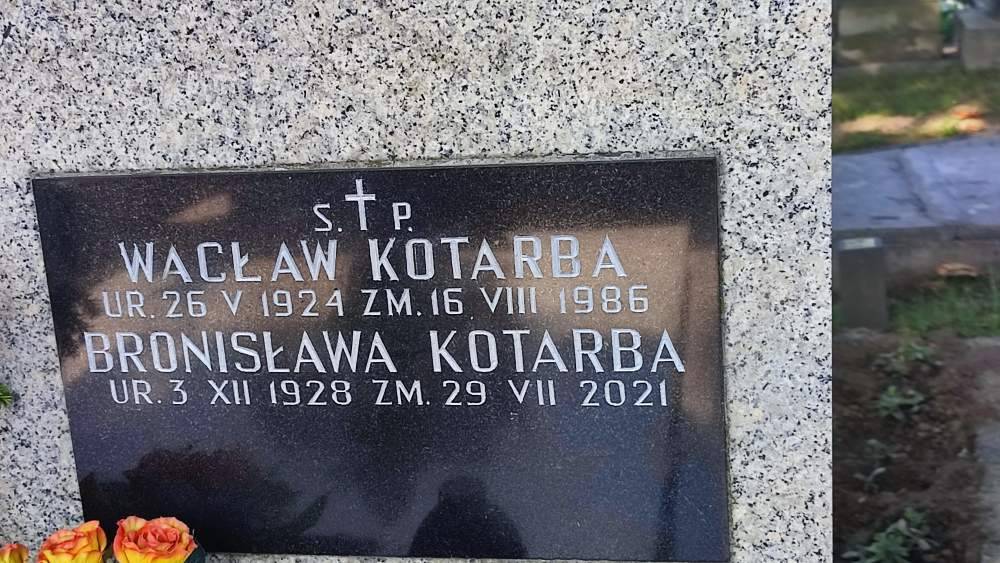 S. † P.
WACŁAW KOTARBA
UR. 26 V 1924 ZM. 16 VIII 1986
BRONISŁAWA KOTARBA
UR. 3 XII 1928 ZM. 29 VII 2021